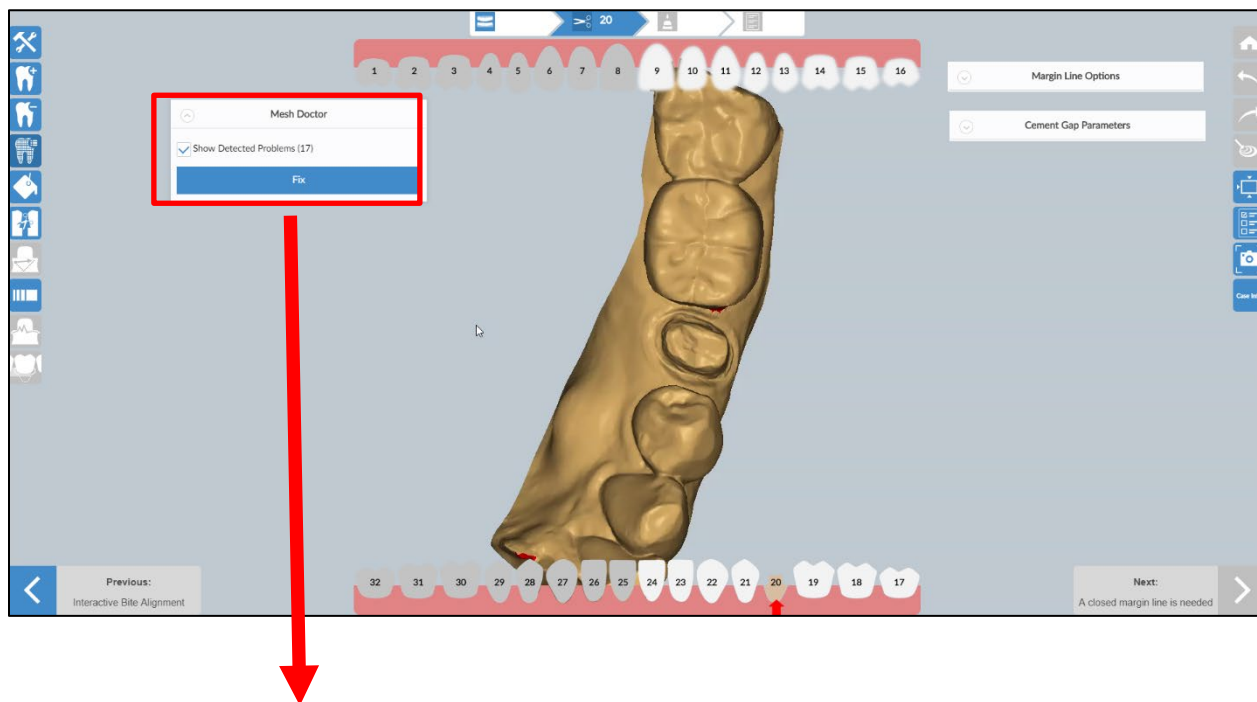 20
1 2 3 4 5 6 7 8 9 10 11 12 13 14 15 16
Mesh Doctor
Show Detected Problems (17)
Fix
Margin Line Options
Cement Gap Parameters
Case Inf
Previous:
Interactive Bite Alignment
32 31 30 29 28 27 26 25 24 23 22 21 20 19 18 17
Next:
A closed margin line is needed